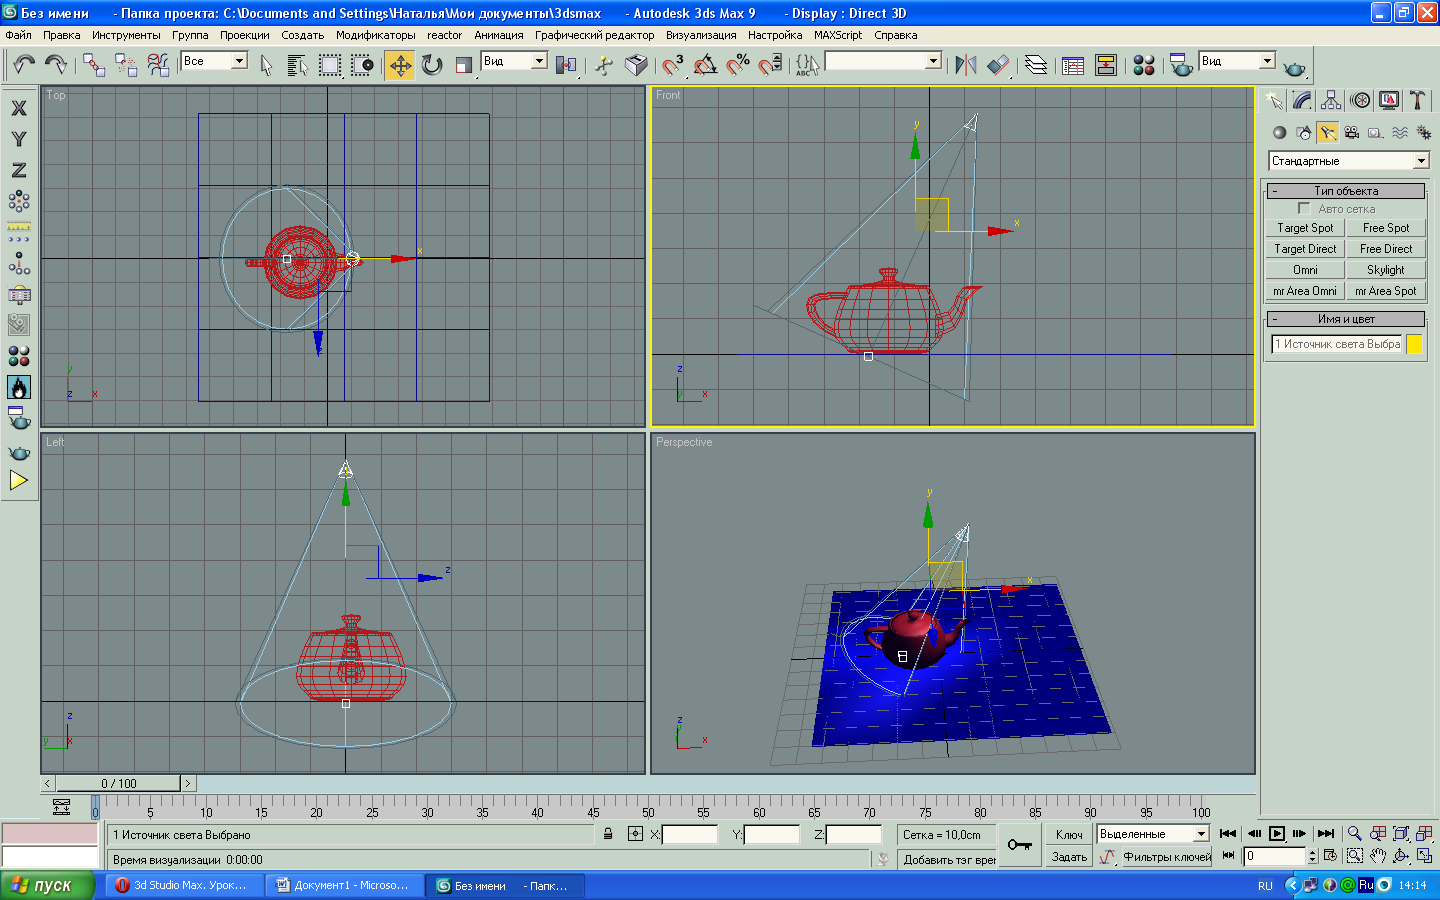 Без имени - Папка проекта: C:\Documents and Settings\Наталья\Мои документы\3dsmax - Autodesk 3ds Max 9 - Display : Direct 3D
Файл Правка Инструменты Группа Проекции Создать Модификаторы reactor Анимация Графический редактор Визуализация Настройка MAXScript Справка
Все Вид 3 % ABC Вид
X
Y
Z
Top
y
z x
x
Front
y
x
z
y x
Left
z
z
y x
Perspective
y
x
z
y
x
Стандартные
- Тип объекта
Авто сетка
Target Spot Free Spot
Target Direct Free Direct
Omni Skylight
mr Area Omni mr Area Spot
- Имя и цвет
1 Источник света Выбра
< 0 / 100 >
0 5 10 15 20 25 30 35 40 45 50 55 60 65 70 75 80 85 90 95 100
1 Источник света Выбрано X: Y: Z: Сетка = 10,0cm Ключ Выделенные
Время визуализации 0:00:00 Добавить тэг врем Задать Фильтры ключей 0
пуск 3d Studio Max. Урок... Документ1 - Microso... Без имени - Папк... RU Ru 14:14